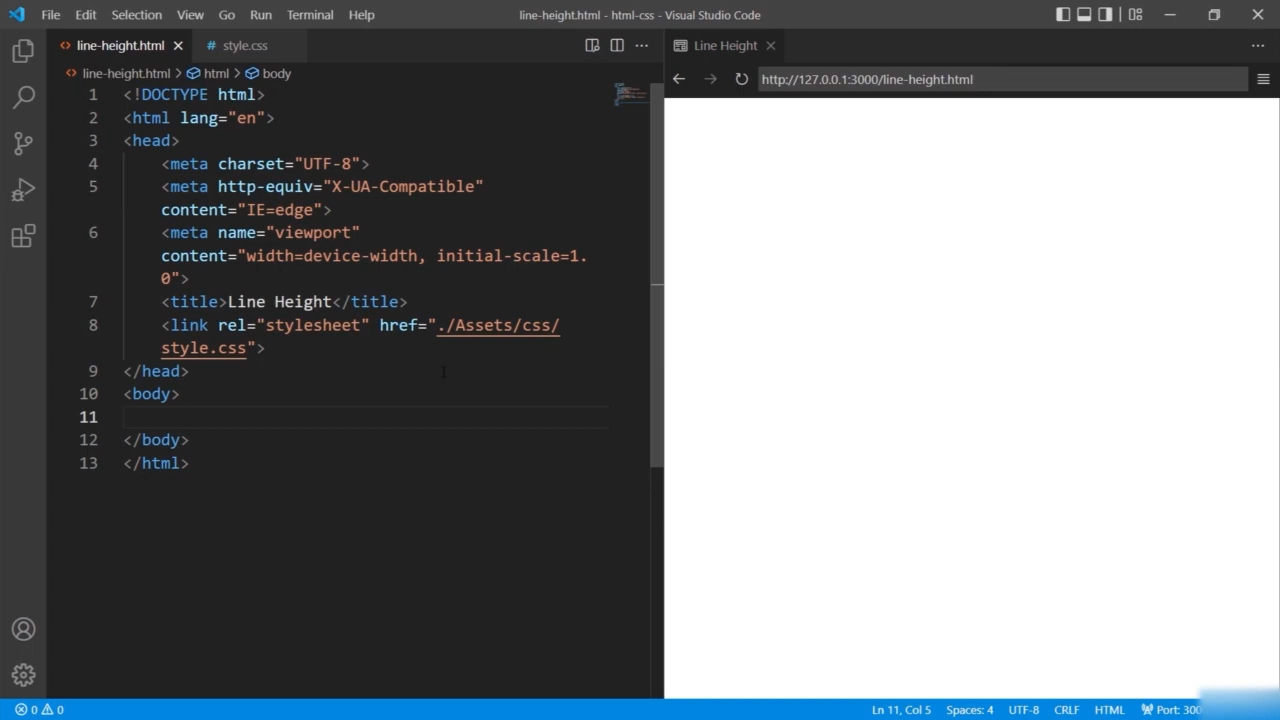 File Edit Selection View Go Run Terminal Help
line-height.html - html-css - Visual Studio Code
line-height.html
# style.css
line-height.html > html > body
1 <!DOCTYPE html>
2 <html lang="en">
3 <head>
4 <meta charset="UTF-8">
5 <meta http-equiv="X-UA-Compatible"
content="IE=edge">
6 <meta name="viewport"
content="width=device-width, initial-scale=1.
0">
7 <title>Line Height</title>
8 <link rel="stylesheet" href="./Assets/css/
style.css">
9 </head>
10 <body>
11
12 </body>
13 </html>
Line Height
http://127.0.0.1:3000/line-height.html
0 0
Ln 11, Col 5 Spaces: 4 UTF-8 CRLF HTML Port: 300